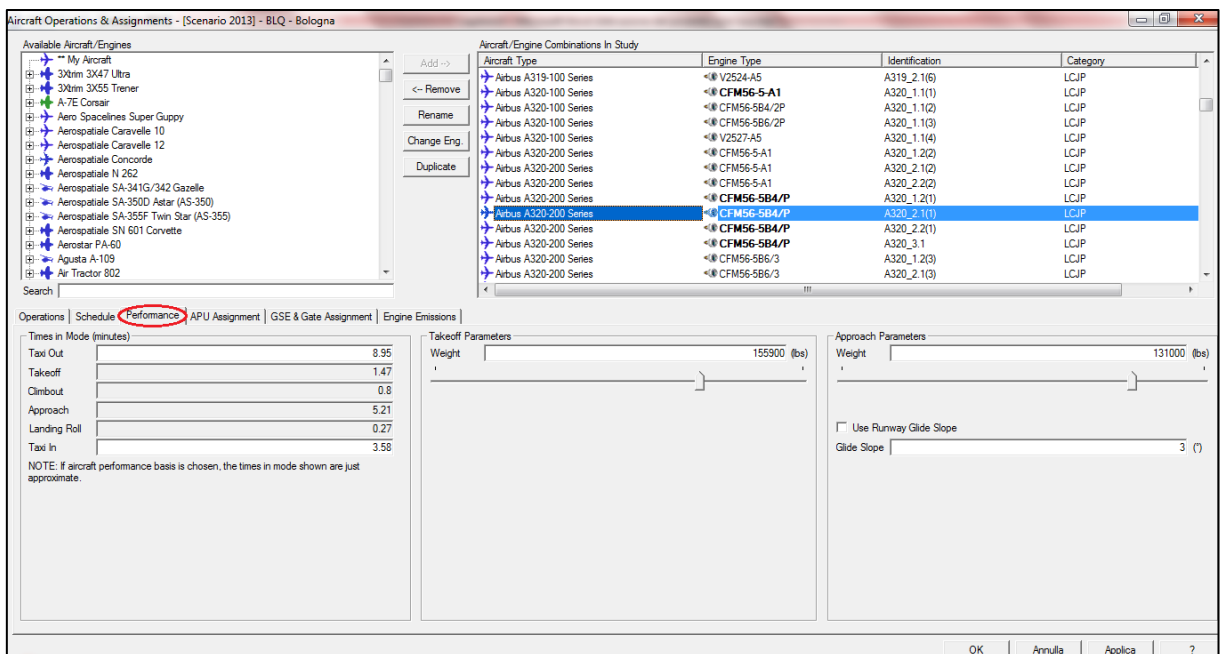 Aircraft Operations & Assignments - [Scenario 2013] - BLQ - Bologna
Available Aircraft/Engines
** My Aircraft
3Xtrim 3X47 Ultra
3Xtrim 3X55 Trener
A-7E Corsair
Aero Spacelines Super Guppy
Aerospatiale Caravelle 10
Aerospatiale Caravelle 12
Aerospatiale Concorde
Aerospatiale N 262
Aerospatiale SA-341G/342 Gazelle
Aerospatiale SA-350D Astar (AS-350)
Aerospatiale SA-355F Twin Star (AS-355)
Aerospatiale SN 601 Corvette
Aerostar PA-60
Agusta A-109
Air Tractor 802
Search
Add -->
<-- Remove
Rename
Change Eng.
Duplicate
Aircraft/Engine Combinations In Study
Aircraft Type Engine Type Identification Category
Airbus A319-100 Series V2524-A5 A319_2.1(6) LCJP
Airbus A320-100 Series CFM56-5-A1 A320_1.1(1) LCJP
Airbus A320-100 Series CFM56-5B4/2P A320_1.1(2) LCJP
Airbus A320-100 Series CFM56-5B6/2P A320_1.1(3) LCJP
Airbus A320-100 Series V2527-A5 A320_1.1(4) LCJP
Airbus A320-200 Series CFM56-5-A1 A320_1.2(2) LCJP
Airbus A320-200 Series CFM56-5-A1 A320_2.1(2) LCJP
Airbus A320-200 Series CFM56-5-A1 A320_2.2(2) LCJP
Airbus A320-200 Series CFM56-5B4/P A320_1.2(1) LCJP
Airbus A320-200 Series CFM56-5B4/P A320_2.1(1) LCJP
Airbus A320-200 Series CFM56-5B4/P A320_2.2(1) LCJP
Airbus A320-200 Series CFM56-5B4/P A320_3.1 LCJP
Airbus A320-200 Series CFM56-5B6/3 A320_1.2(3) LCJP
Airbus A320-200 Series CFM56-5B6/3 A320_2.1(3) LCJP
Operations Schedule Performance APU Assignment GSE & Gate Assignment Engine Emissions
Times in Mode (minutes)
Taxi Out 8.95
Takeoff 1.47
Climbout 0.8
Approach 5.21
Landing Roll 0.27
Taxi In 3.58
NOTE: If aircraft performance basis is chosen, the times in mode shown are just
approximate.
Takeoff Parameters
Weight 155900 (lbs)
Approach Parameters
Weight 131000 (lbs)
Use Runway Glide Slope
Glide Slope 3 (°)
OK Annulla Applica ?